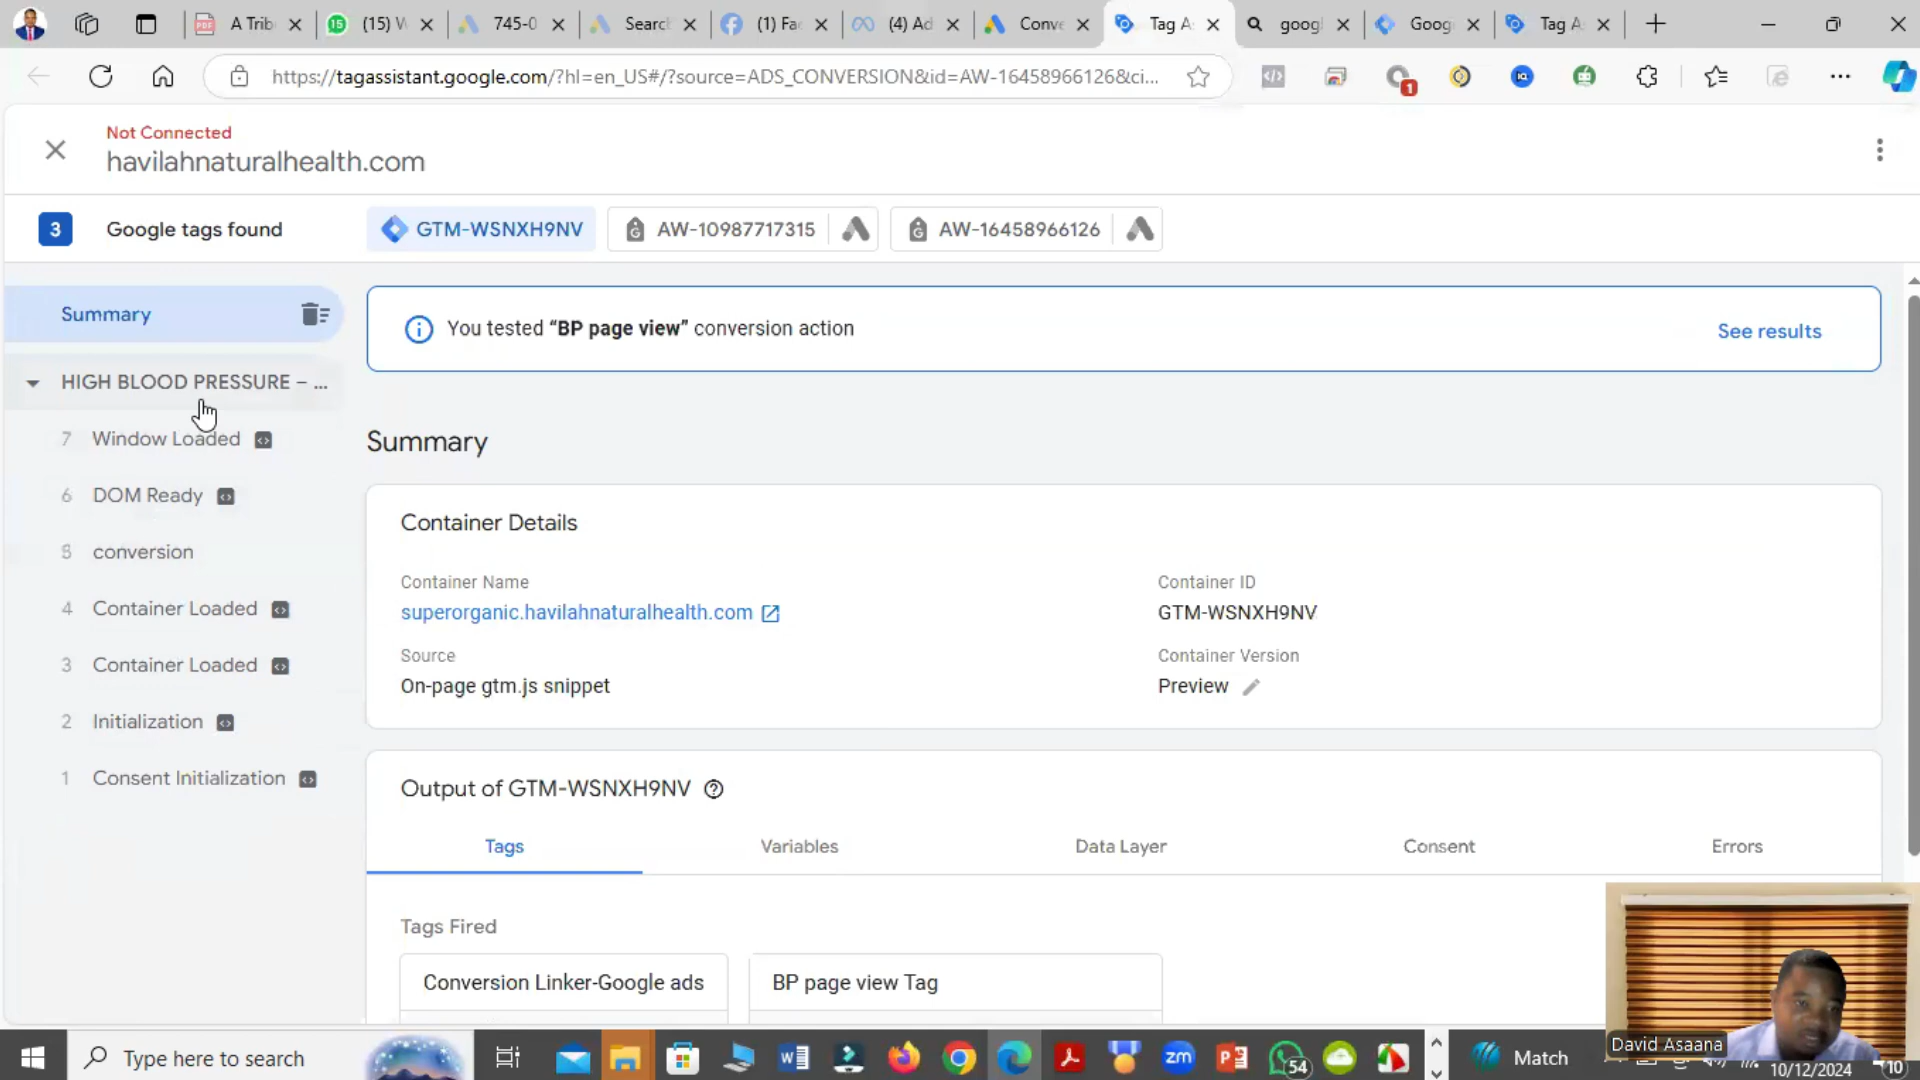 A Trib
(15) W
745-0
Searc
(1) Fa
(4) Ad
Conve
Tag A
goog
Goog
Tag A
https://tagassistant.google.com/?hl=en_US#/?source=ADS_CONVERSION&id=AW-16458966126&ci...
1
Not Connected
havilahnaturalhealth.com
3 Google tags found
GTM-WSNXH9NV
AW-10987717315
AW-16458966126
Summary
HIGH BLOOD PRESSURE – ...
7 Window Loaded
6 DOM Ready
5 conversion
4 Container Loaded
3 Container Loaded
2 Initialization
1 Consent Initialization
You tested “BP page view” conversion action
See results
Summary
Container Details
Container Name
superorganic.havilahnaturalhealth.com
Container ID
GTM-WSNXH9NV
Source
On-page gtm.js snippet
Container Version
Preview
Output of GTM-WSNXH9NV
Tags
Variables
Data Layer
Consent
Errors
Tags Fired
Conversion Linker-Google ads
BP page view Tag
David Asaana
Type here to search
zm
54
Match
10/12/2024
10